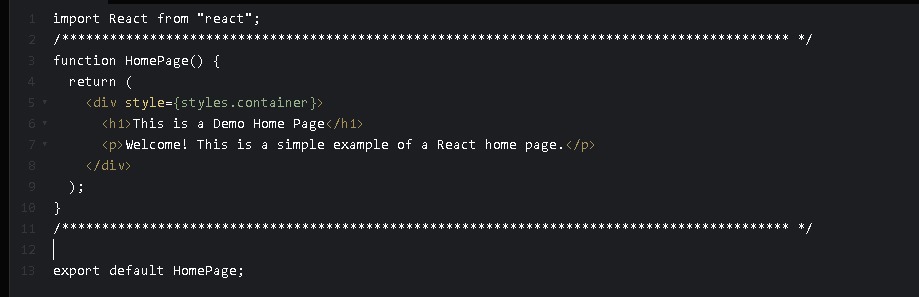 1 import React from "react";
2 /******************************************************************************************* */
3 function HomePage() {
4   return (
5     <div style={styles.container}>
6       <h1>This is a Demo Home Page</h1>
7       <p>Welcome! This is a simple example of a React home page.</p>
8     </div>
9   );
10 }
11 /******************************************************************************************* */
12
13 export default HomePage;